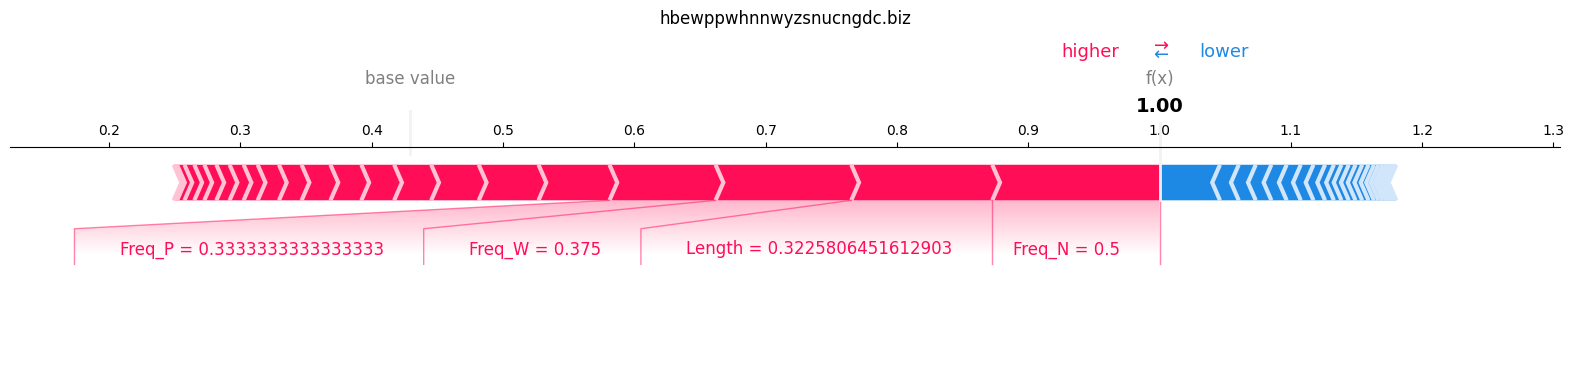 hbewppwhnnwyzsnucngdc.biz
higher ⇄ lower
base value f(x)
1.00
0.2 0.3 0.4 0.5 0.6 0.7 0.8 0.9 1.0 1.1 1.2 1.3
Freq_P = 0.3333333333333333 Freq_W = 0.375 Length = 0.3225806451612903 Freq_N = 0.5